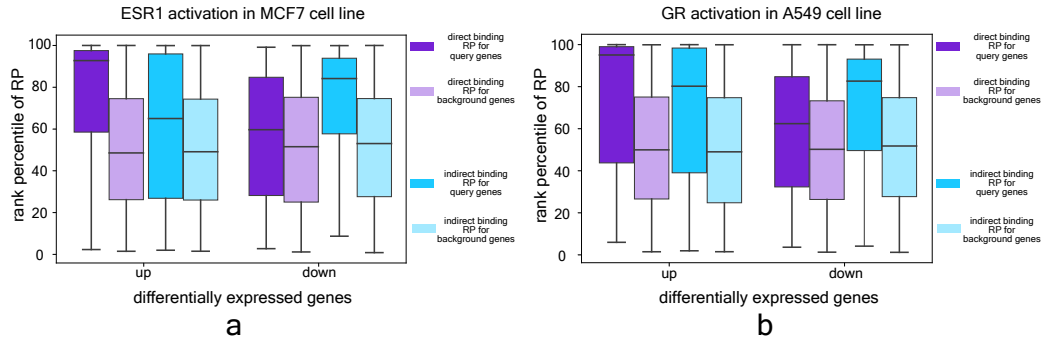 ESR1 activation in MCF7 cell line
rank percentile of RP
100
80
60
40
20
0
up
down
differentially expressed genes
a
direct binding
RP for
query genes
direct binding
RP for
background genes
indirect binding
RP for
query genes
indirect binding
RP for
background genes
GR activation in A549 cell line
rank percentile of RP
100
80
60
40
20
0
up
down
differentially expressed genes
b
direct binding
RP for
query genes
direct binding
RP for
background genes
indirect binding
RP for
query genes
indirect binding
RP for
background genes